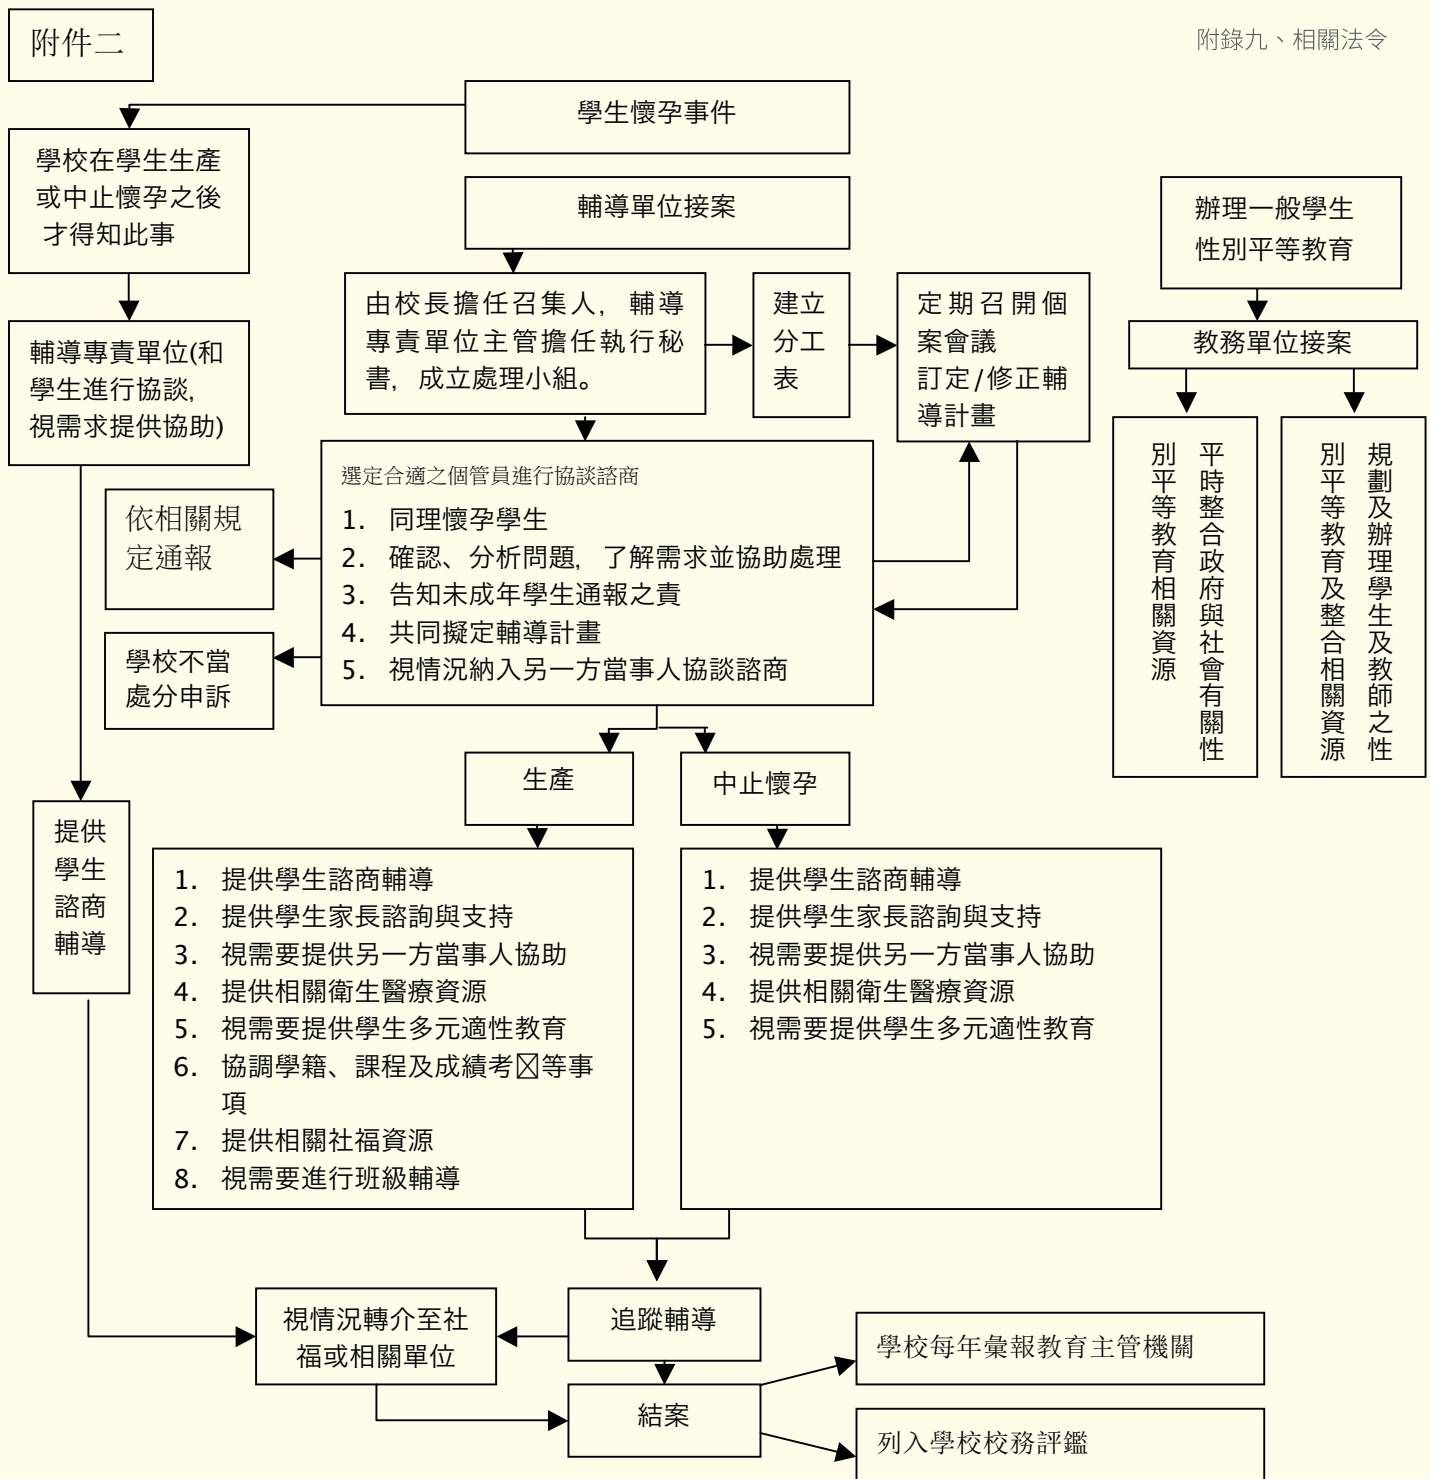 附件二
附錄九、相關法令
學生懷孕事件
學校在學生生產
或中止懷孕之後
才得知此事
輔導單位接案
辦理一般學生
性別平等教育
由校長擔任召集人，輔導
專責單位主管擔任執行秘
書，成立處理小組。
建立
分工
表
定期召開個
案會議
訂定/修正輔
導計畫
輔導專責單位(和
學生進行協談，
視需求提供協助)
教務單位接案
平時整合政府與社會有關性
別平等教育相關資源
規劃及辦理學生及教師之性
別平等教育及整合相關資源
選定合適之個管員進行協談諮商
1. 同理懷孕學生
2. 確認、分析問題，了解需求並協助處理
3. 告知未成年學生通報之責
4. 共同擬定輔導計畫
5. 視情況納入另一方當事人協談諮商
依相關規
定通報
學校不當
處分申訴
生產
中止懷孕
提供
學生
諮商
輔導
1. 提供學生諮商輔導
2. 提供學生家長諮詢與支持
3. 視需要提供另一方當事人協助
4. 提供相關衛生醫療資源
5. 視需要提供學生多元適性教育
6. 協調學籍、課程及成績考等事
項
7. 提供相關社福資源
8. 視需要進行班級輔導
1. 提供學生諮商輔導
2. 提供學生家長諮詢與支持
3. 視需要提供另一方當事人協助
4. 提供相關衛生醫療資源
5. 視需要提供學生多元適性教育
視情況轉介至社
福或相關單位
追蹤輔導
結案
學校每年彙報教育主管機關
列入學校校務評鑑